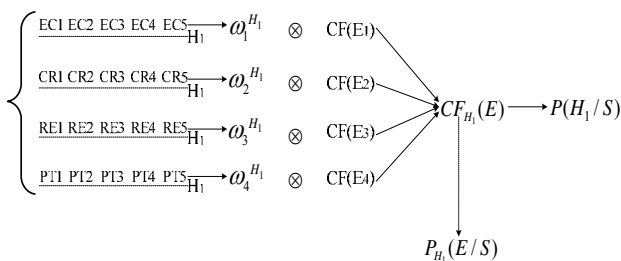 EC1 EC2 EC3 EC4 EC5 H₁ → ω₁^H₁ ⊗ CF(E1)
CR1 CR2 CR3 CR4 CR5 H₁ → ω₂^H₁ ⊗ CF(E2)
CF_H₁(E) → P(H₁/S)
RE1 RE2 RE3 RE4 RE5 H₁ → ω₃^H₁ ⊗ CF(E3)
PT1 PT2 PT3 PT4 PT5 H₁ → ω₄^H₁ ⊗ CF(E4)
P_H₁(E/S)